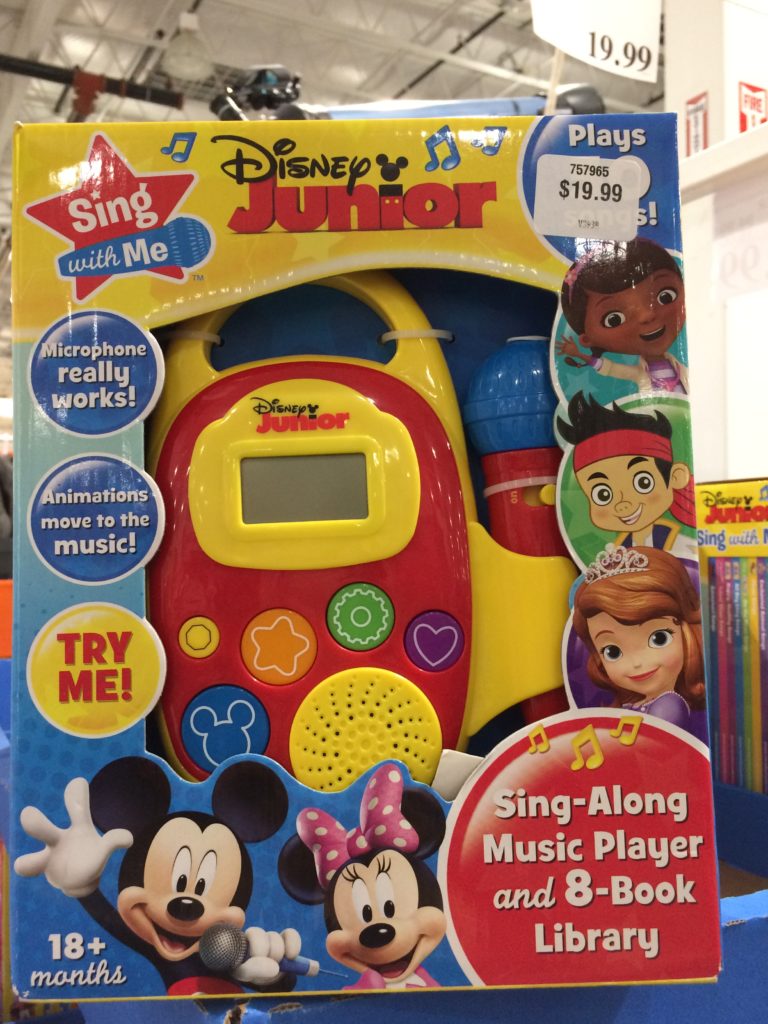 19.99
FIRE
Sing
with Me
TM
Disney
Junior
Plays
757965
$19.99
songs!
Microphone
really
works!
Disney
Junior
on
Animations
move to the
music!
TRY
ME!
Disney
Junior
Sing with
Sing-Along
Music Player
and 8-Book
Library
18+
months